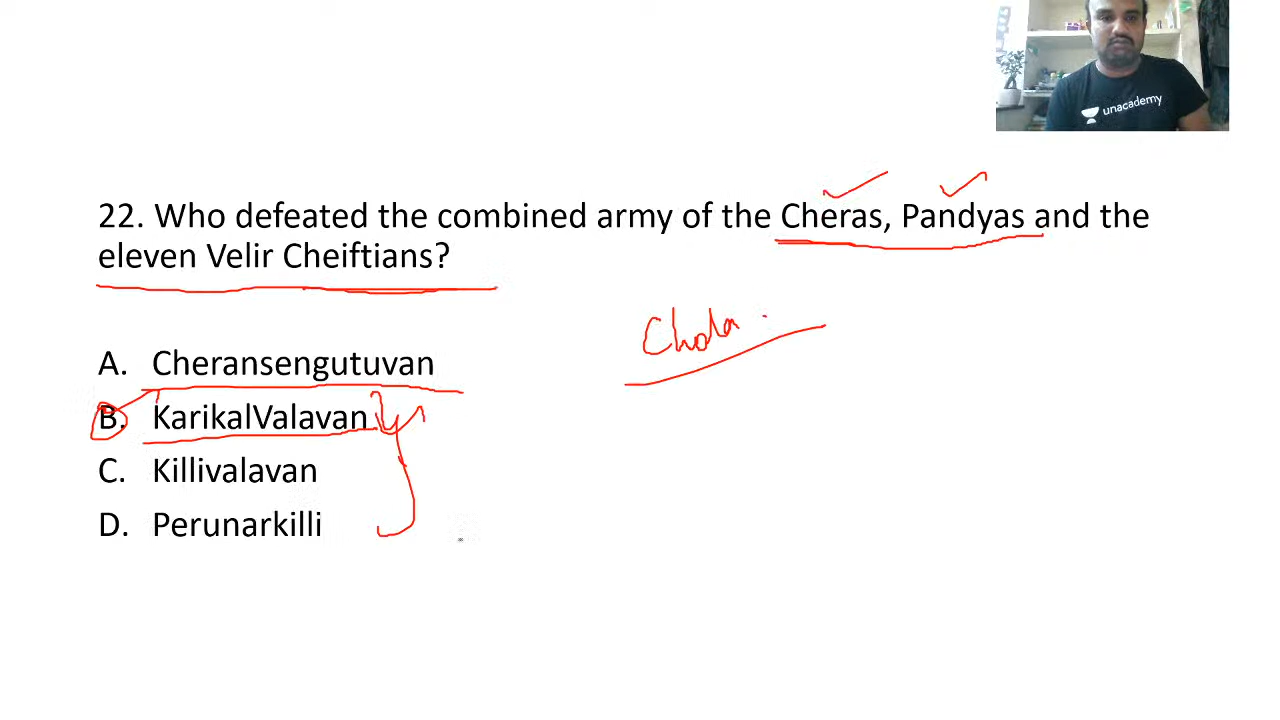 unacademy
22. Who defeated the combined army of the Cheras, Pandyas and the
eleven Velir Cheiftians?
Chola
A. Cheransengutuvan
B. KarikalValavan
C. Killivalavan
D. Perunarkilli